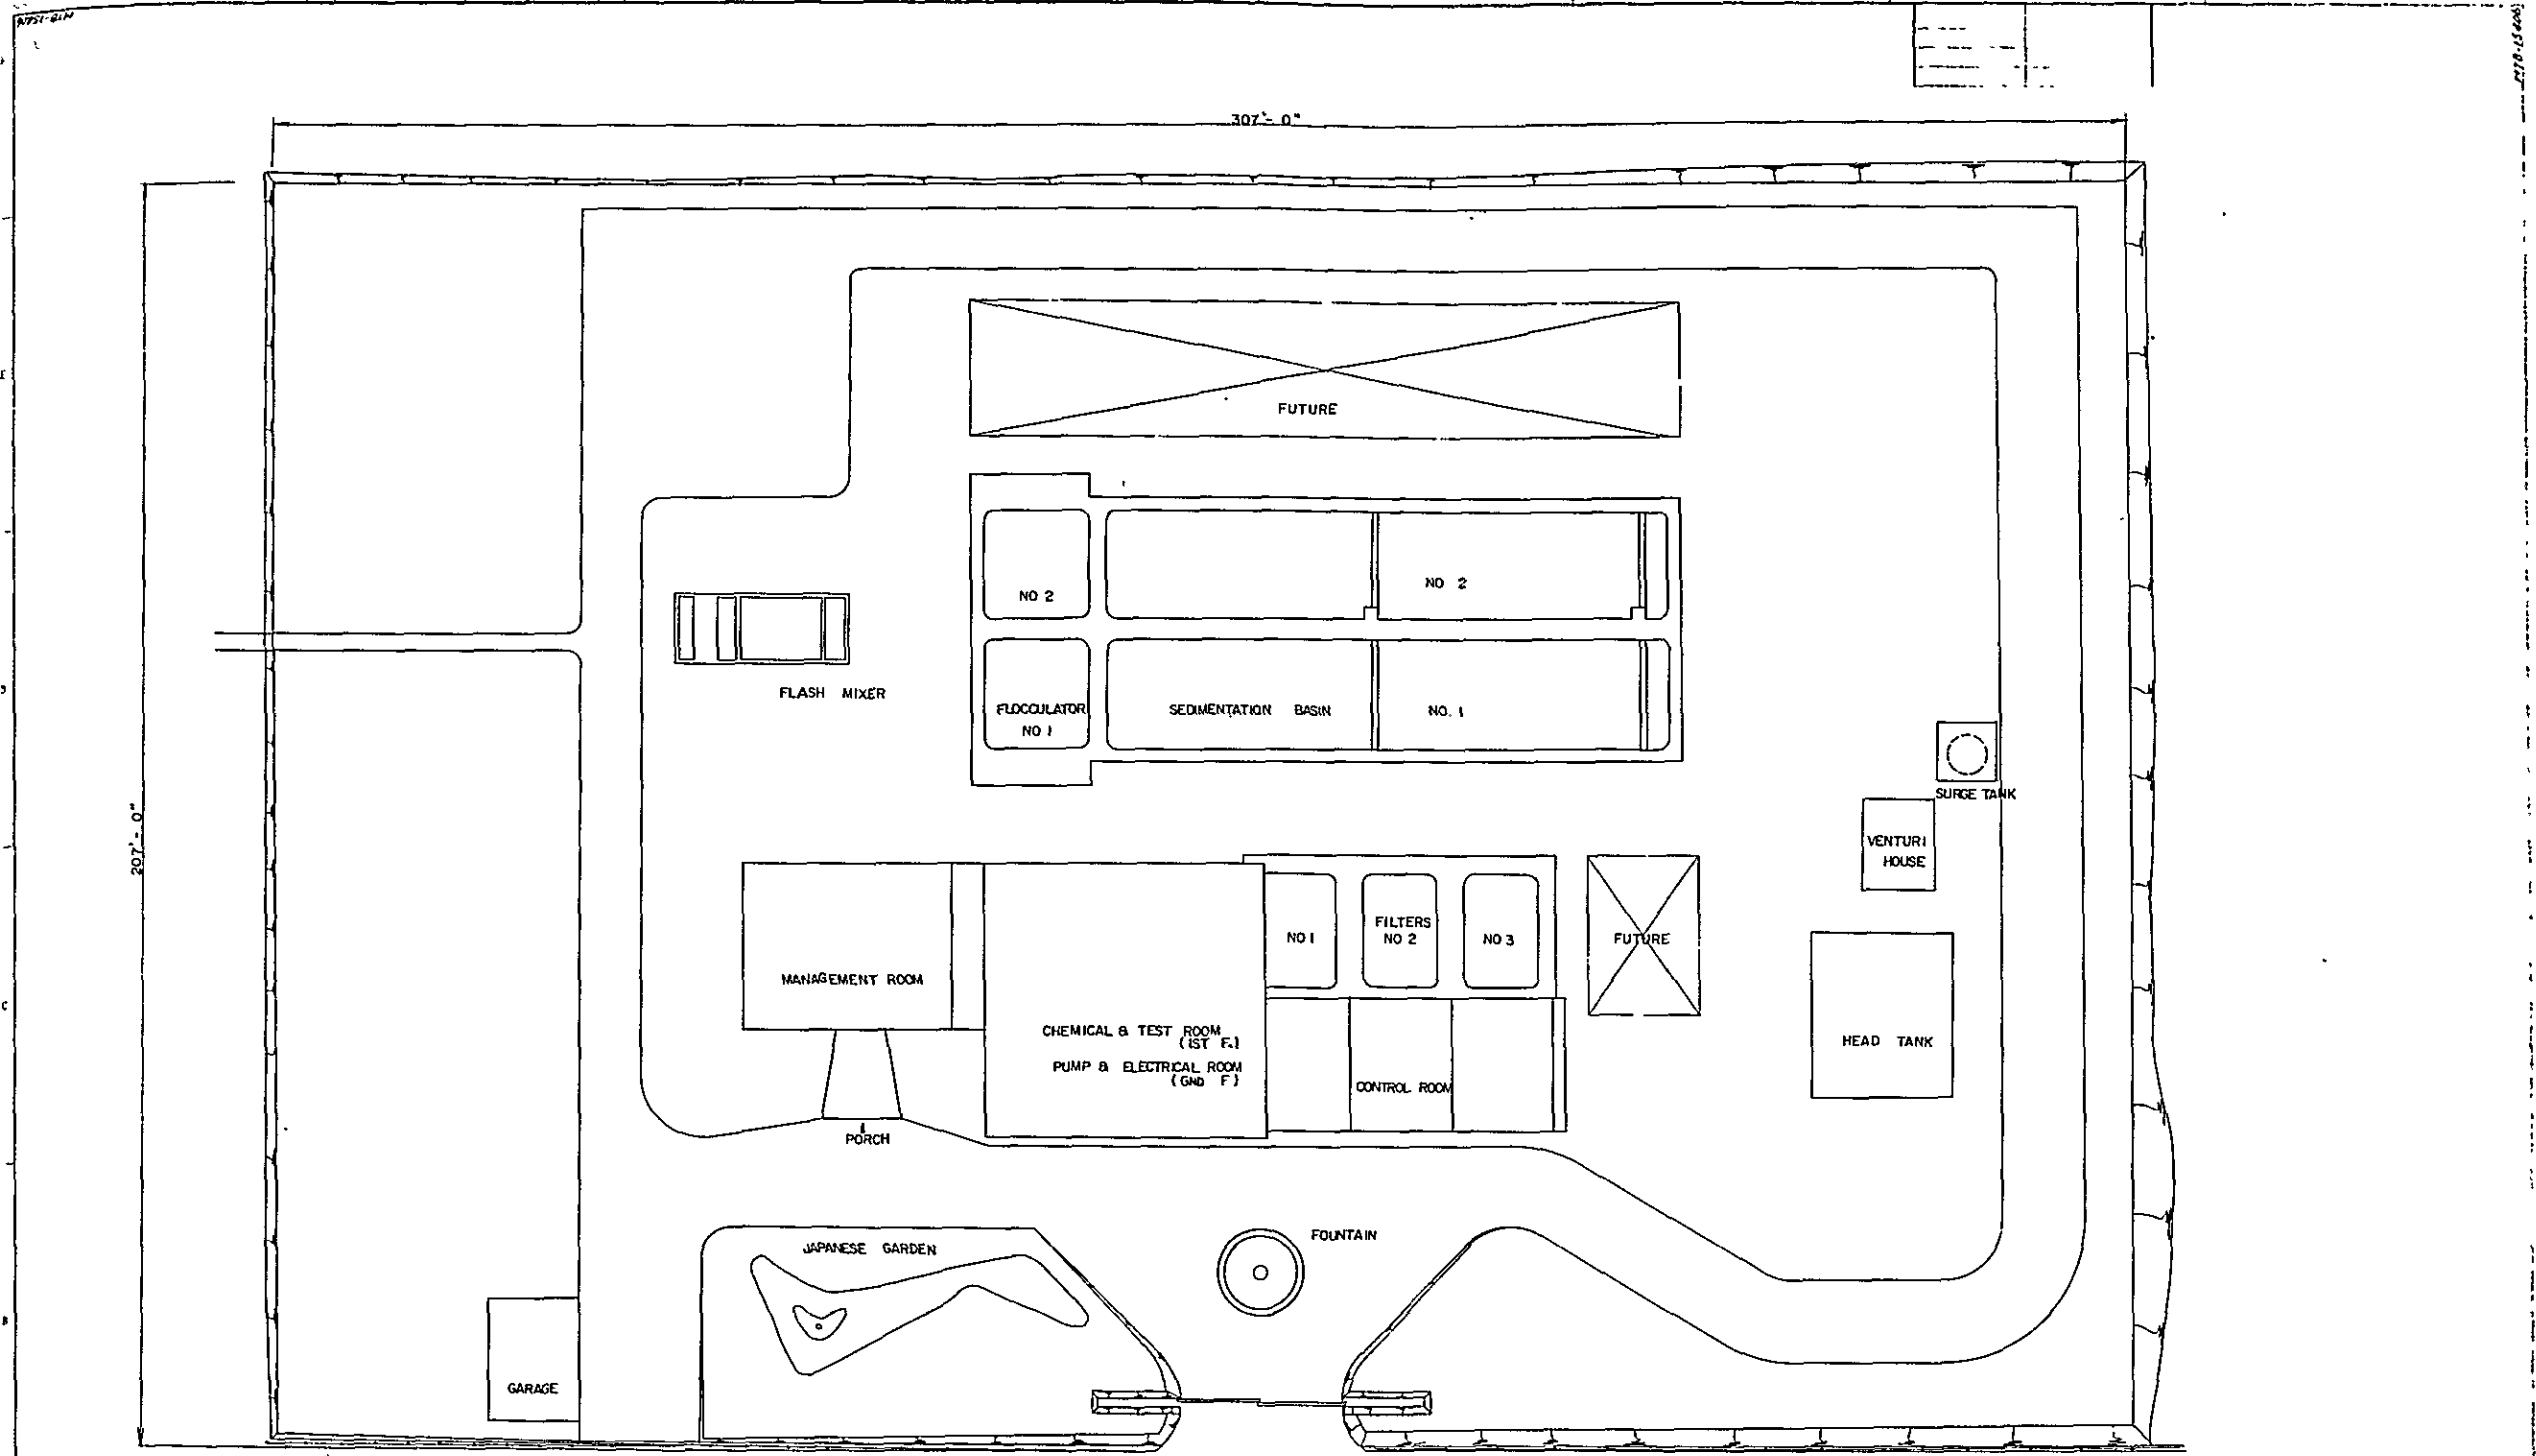 307'- 0"
FUTURE
NO 2
NO 2
FLASH MIXER
FLOCCULATOR
NO 1
SEDIMENTATION BASIN
NO. 1
SURGE TANK
207'- 0"
VENTURI
HOUSE
FILTERS
NO 1
NO 2
NO 3
FUTURE
MANAGEMENT ROOM
CHEMICAL & TEST ROOM
(1ST F.)
PUMP & ELECTRICAL ROOM
(GND F)
CONTROL ROOM
HEAD TANK
PORCH
JAPANESE GARDEN
FOUNTAIN
GARAGE
C
B